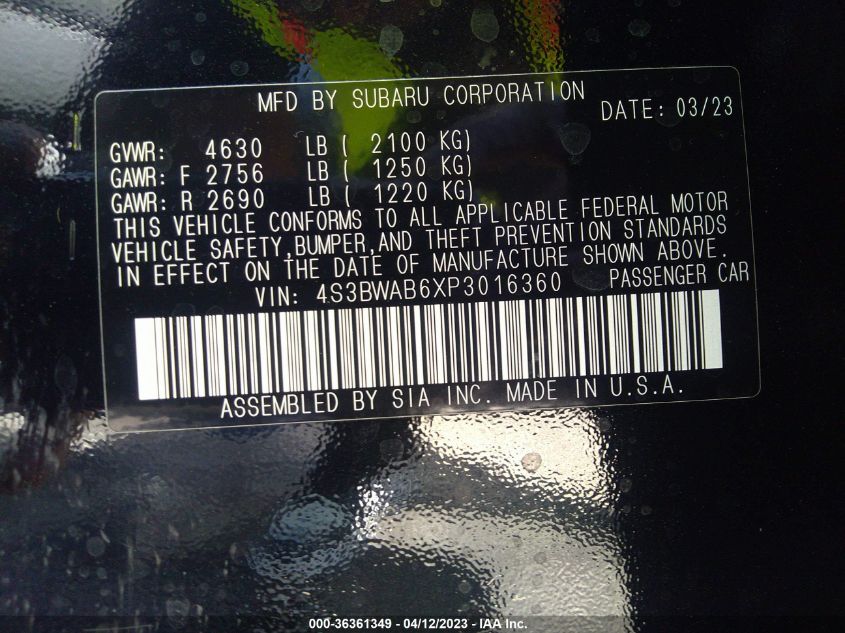 MFD BY SUBARU CORPORATION
DATE: 03/23
GVWR: 4630 LB ( 2100 KG)
GAWR: F 2756 LB ( 1250 KG)
GAWR: R 2690 LB ( 1220 KG)
THIS VEHICLE CONFORMS TO ALL APPLICABLE FEDERAL MOTOR
VEHICLE SAFETY,BUMPER,AND THEFT PREVENTION STANDARDS
IN EFFECT ON THE DATE OF MANUFACTURE SHOWN ABOVE.
VIN: 4S3BWAB6XP3016360 PASSENGER CAR
ASSEMBLED BY SIA INC. MADE IN U.S.A.
000-36361349 - 04/12/2023 - IAA Inc.